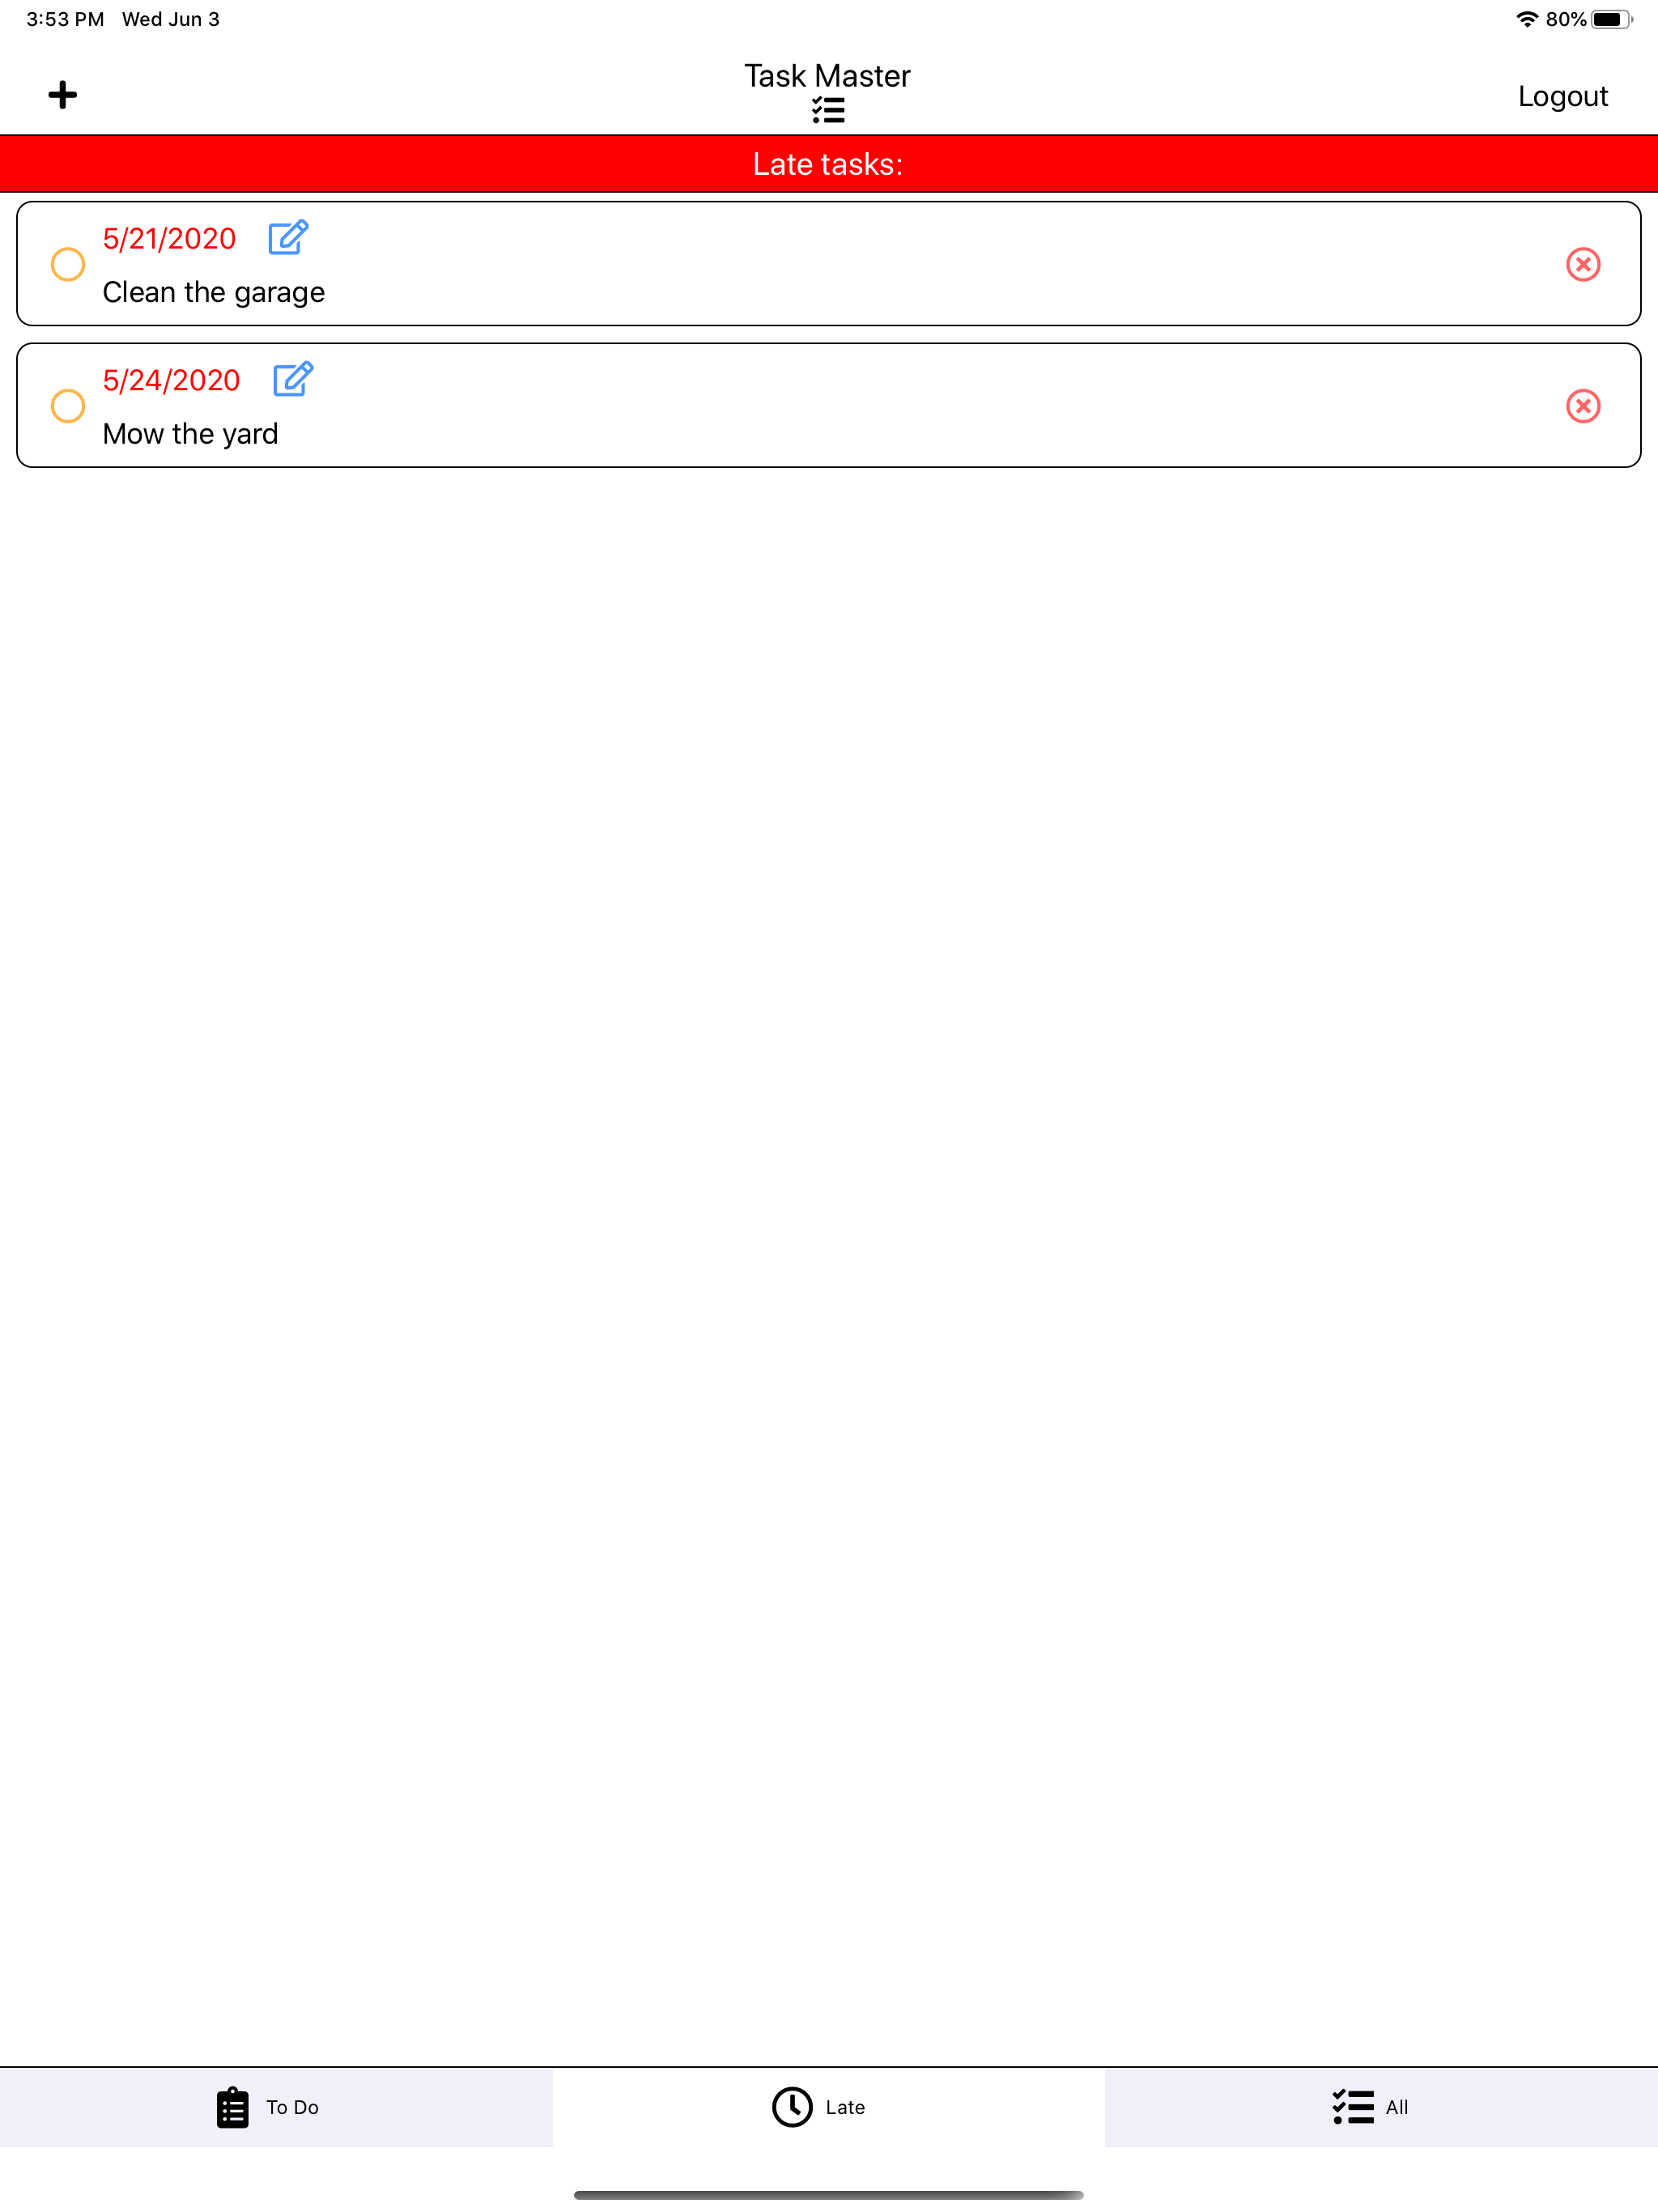 3:53 PM Wed Jun 3 80%
Task Master
Logout
Late tasks:
5/21/2020
Clean the garage
5/24/2020
Mow the yard
To Do
Late
All